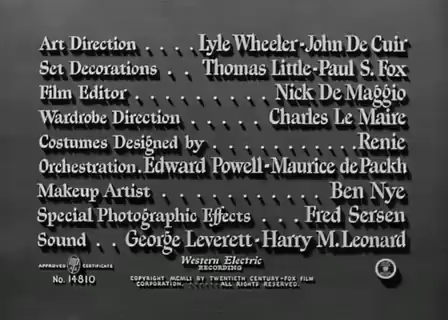 Art Direction . . . . Lyle Wheeler-John De Cuir
Set Decorations . . Thomas Little-Paul S. Fox
Film Editor . . . . . . . . . . . Nick De Maggio
Wardrobe Direction . . . . . Charles Le Maire
Costumes Designed by . . . . . . . . . . Renie
Orchestration. Edward Powell-Maurice de Packh
Makeup Artist . . . . . . . . . . . Ben Nye
Special Photographic Effects . . . Fred Sersen
Sound . . George Leverett-Harry M. Leonard
Western Electric
RECORDING
APPROVED CERTIFICATE
No. 14810
COPYRIGHT MCMLI BY TWENTIETH CENTURY-FOX FILM
CORPORATION. . . . . . . ALL RIGHTS RESERVED.